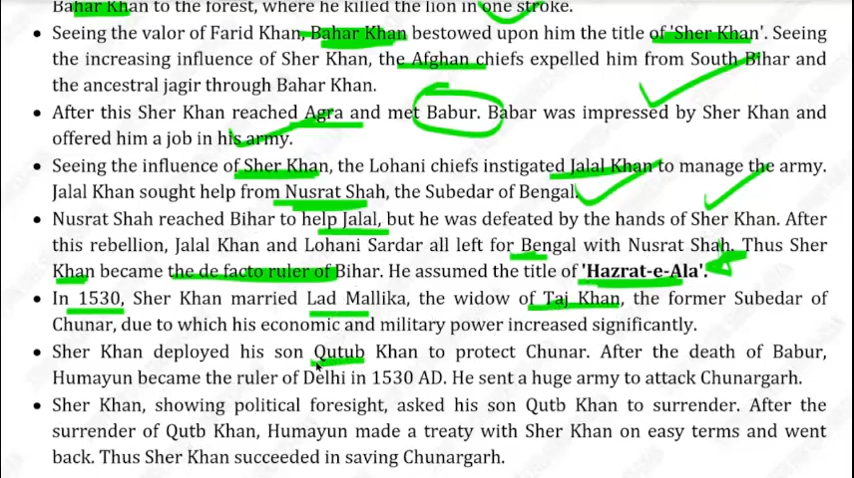 Bahar Khan to the forest, where he killed the lion in one stroke.
• Seeing the valor of Farid Khan, Bahar Khan bestowed upon him the title of 'Sher Khan'. Seeing
the increasing influence of Sher Khan, the Afghan chiefs expelled him from South Bihar and
the ancestral jagir through Bahar Khan.
• After this Sher Khan reached Agra and met Babur. Babar was impressed by Sher Khan and
offered him a job in his army.
• Seeing the influence of Sher Khan, the Lohani chiefs instigated Jalal Khan to manage the army.
Jalal Khan sought help from Nusrat Shah, the Subedar of Bengal.
• Nusrat Shah reached Bihar to help Jalal, but he was defeated by the hands of Sher Khan. After
this rebellion, Jalal Khan and Lohani Sardar all left for Bengal with Nusrat Shah. Thus Sher
Khan became the de facto ruler of Bihar. He assumed the title of 'Hazrat-e-Ala'.
• In 1530, Sher Khan married Lad Mallika, the widow of Taj Khan, the former Subedar of
Chunar, due to which his economic and military power increased significantly.
• Sher Khan deployed his son Qutub Khan to protect Chunar. After the death of Babur,
Humayun became the ruler of Delhi in 1530 AD. He sent a huge army to attack Chunargarh.
• Sher Khan, showing political foresight, asked his son Qutb Khan to surrender. After the
surrender of Qutb Khan, Humayun made a treaty with Sher Khan on easy terms and went
back. Thus Sher Khan succeeded in saving Chunargarh.